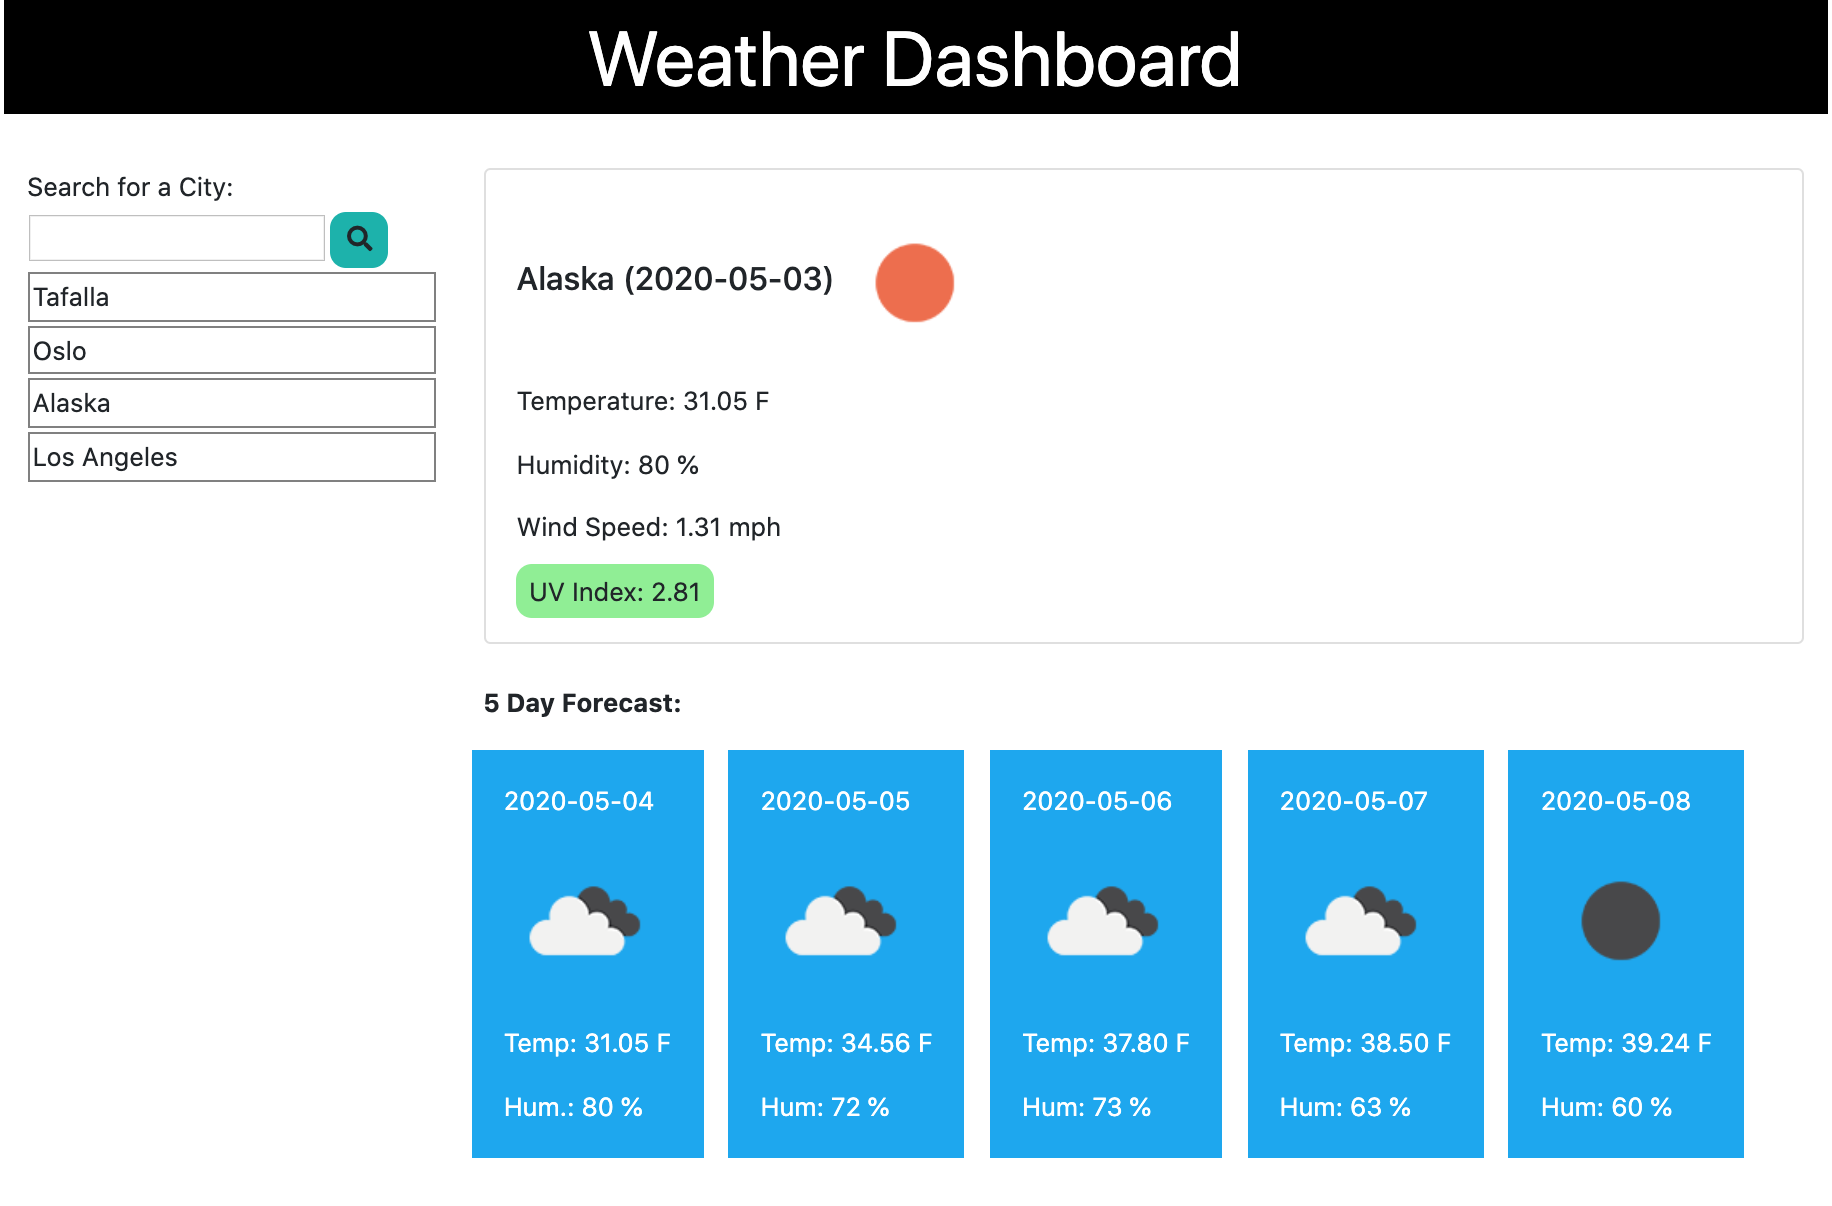 Weather Dashboard
Search for a City:
Tafalla
Oslo
Alaska
Los Angeles
Alaska (2020-05-03)
Temperature: 31.05 F
Humidity: 80 %
Wind Speed: 1.31 mph
UV Index: 2.81
5 Day Forecast:
2020-05-04
Temp: 31.05 F
Hum.: 80 %
2020-05-05
Temp: 34.56 F
Hum: 72 %
2020-05-06
Temp: 37.80 F
Hum: 73 %
2020-05-07
Temp: 38.50 F
Hum: 63 %
2020-05-08
Temp: 39.24 F
Hum: 60 %